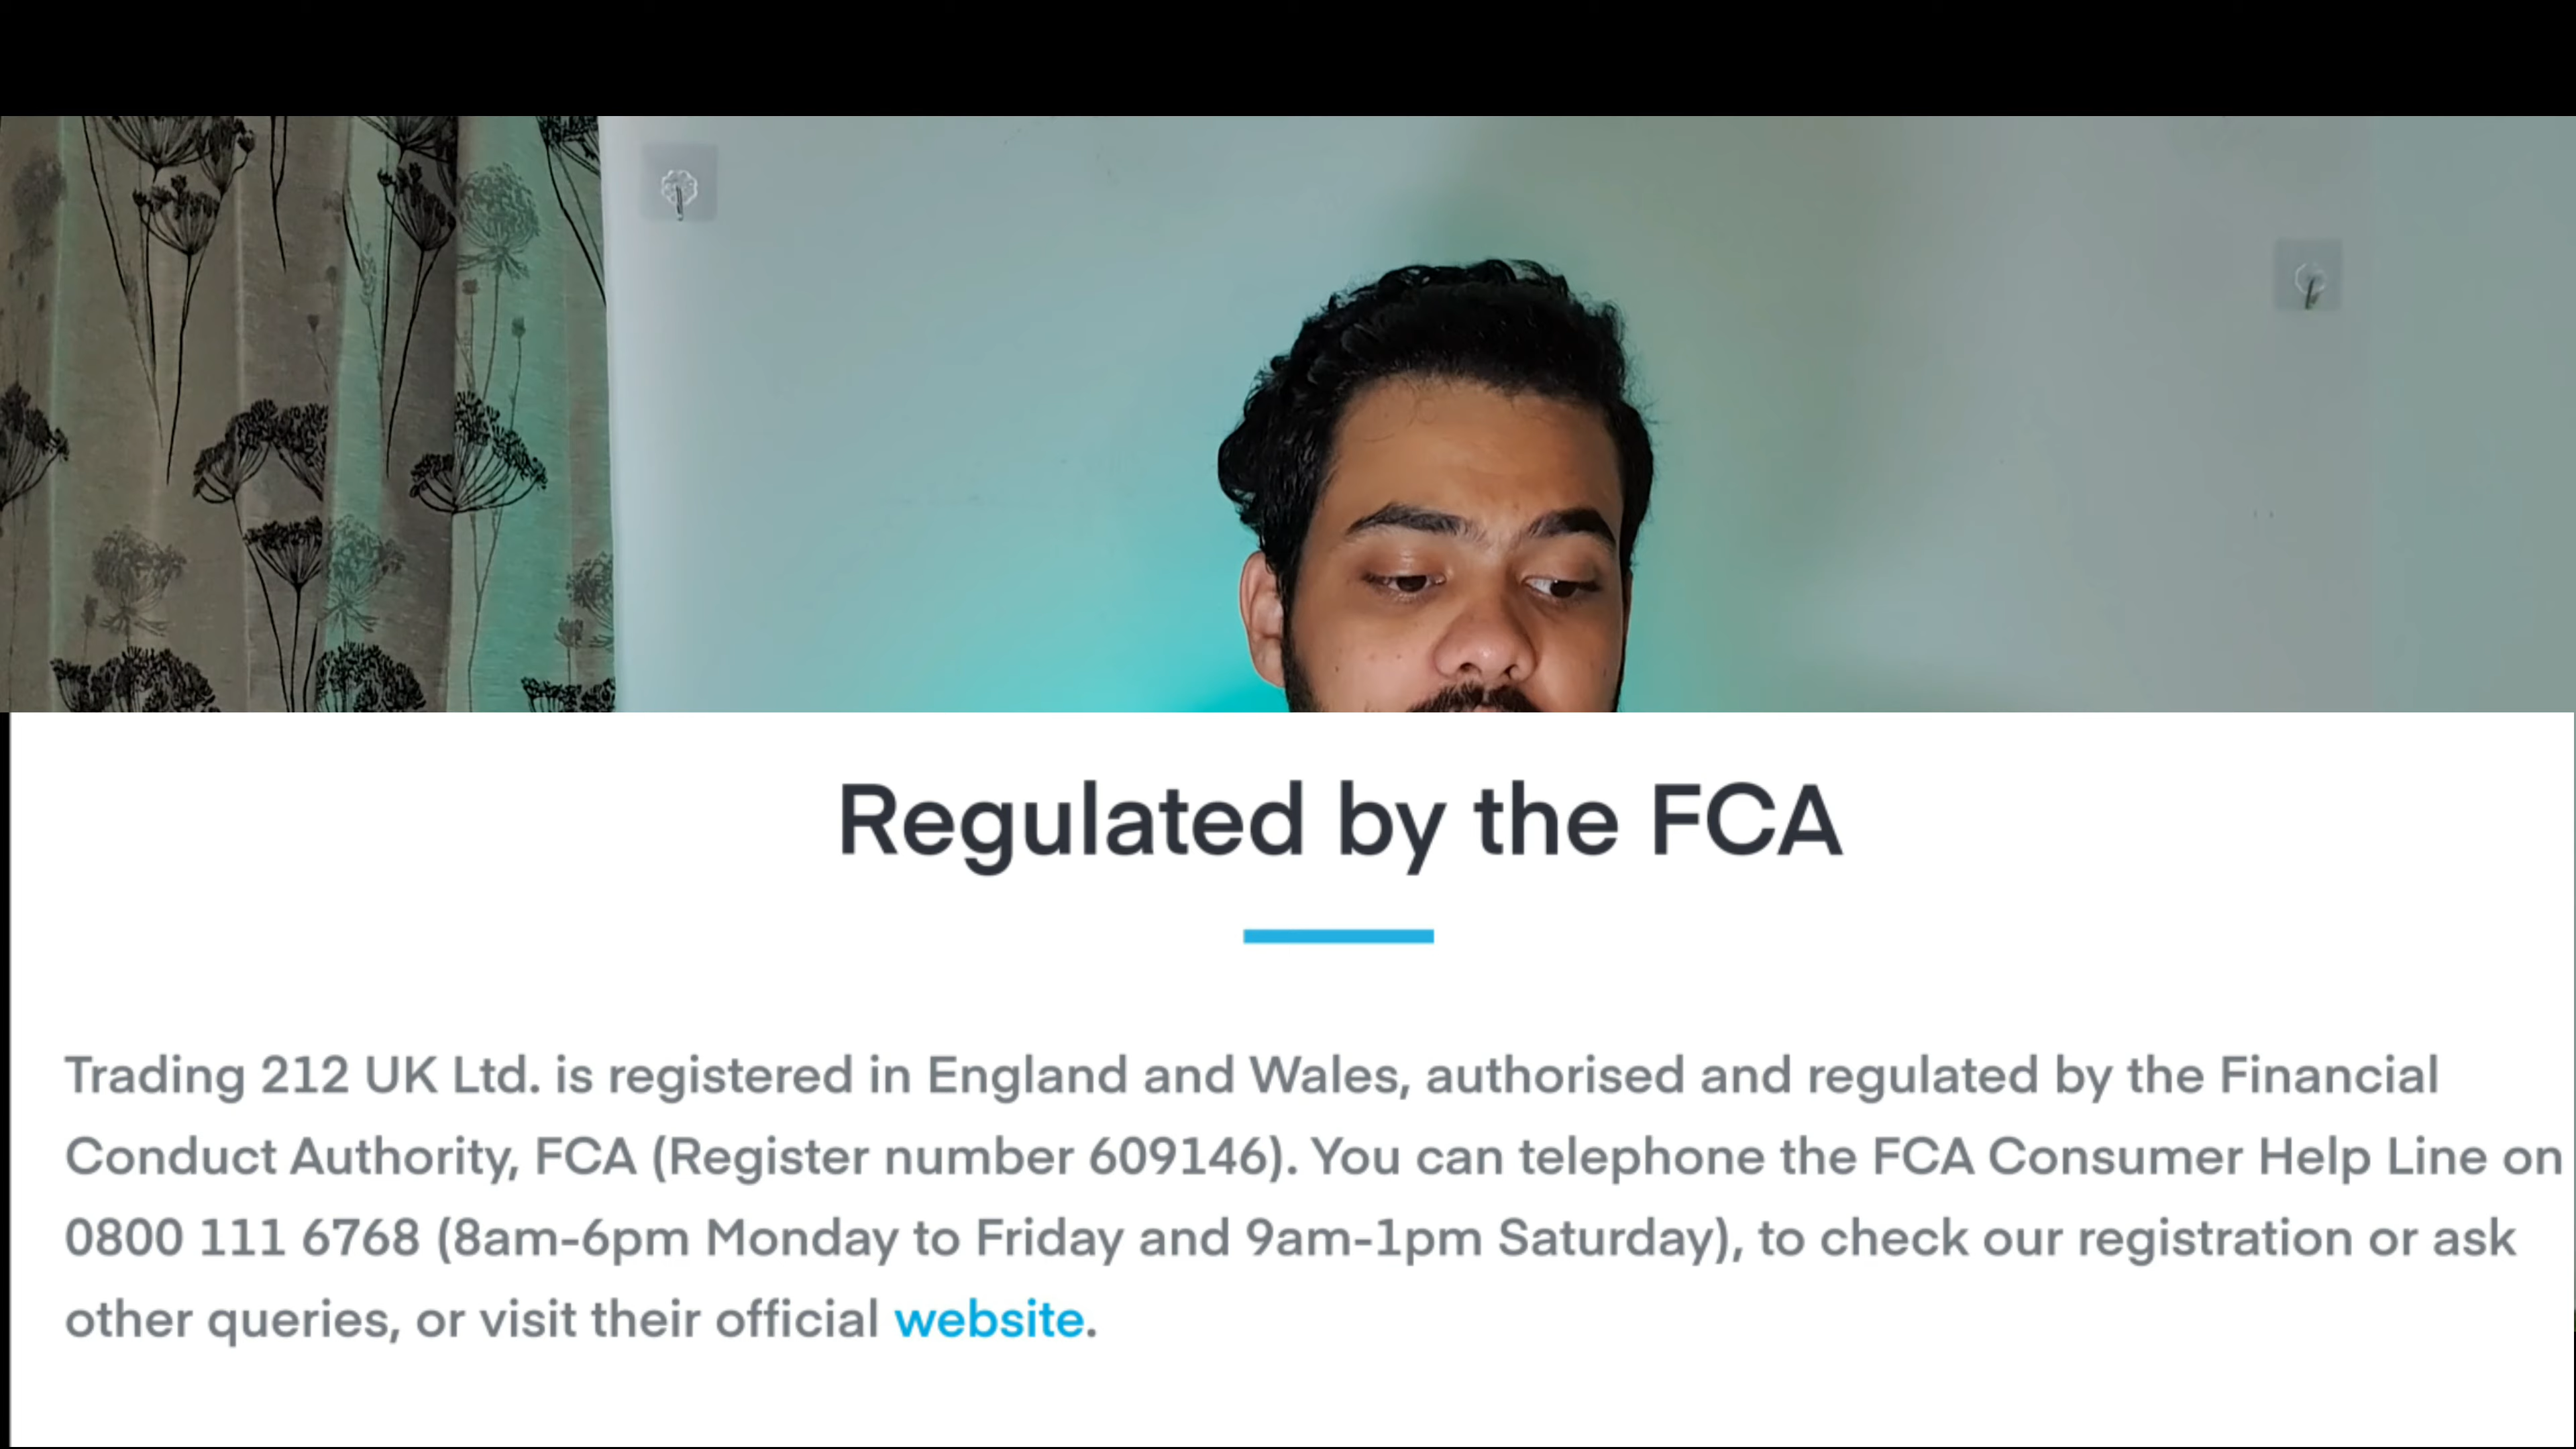 Regulated by the FCA
Trading 212 UK Ltd. is registered in England and Wales, authorised and regulated by the Financial
Conduct Authority, FCA (Register number 609146). You can telephone the FCA Consumer Help Line on
0800 111 6768 (8am-6pm Monday to Friday and 9am-1pm Saturday), to check our registration or ask
other queries, or visit their official website.